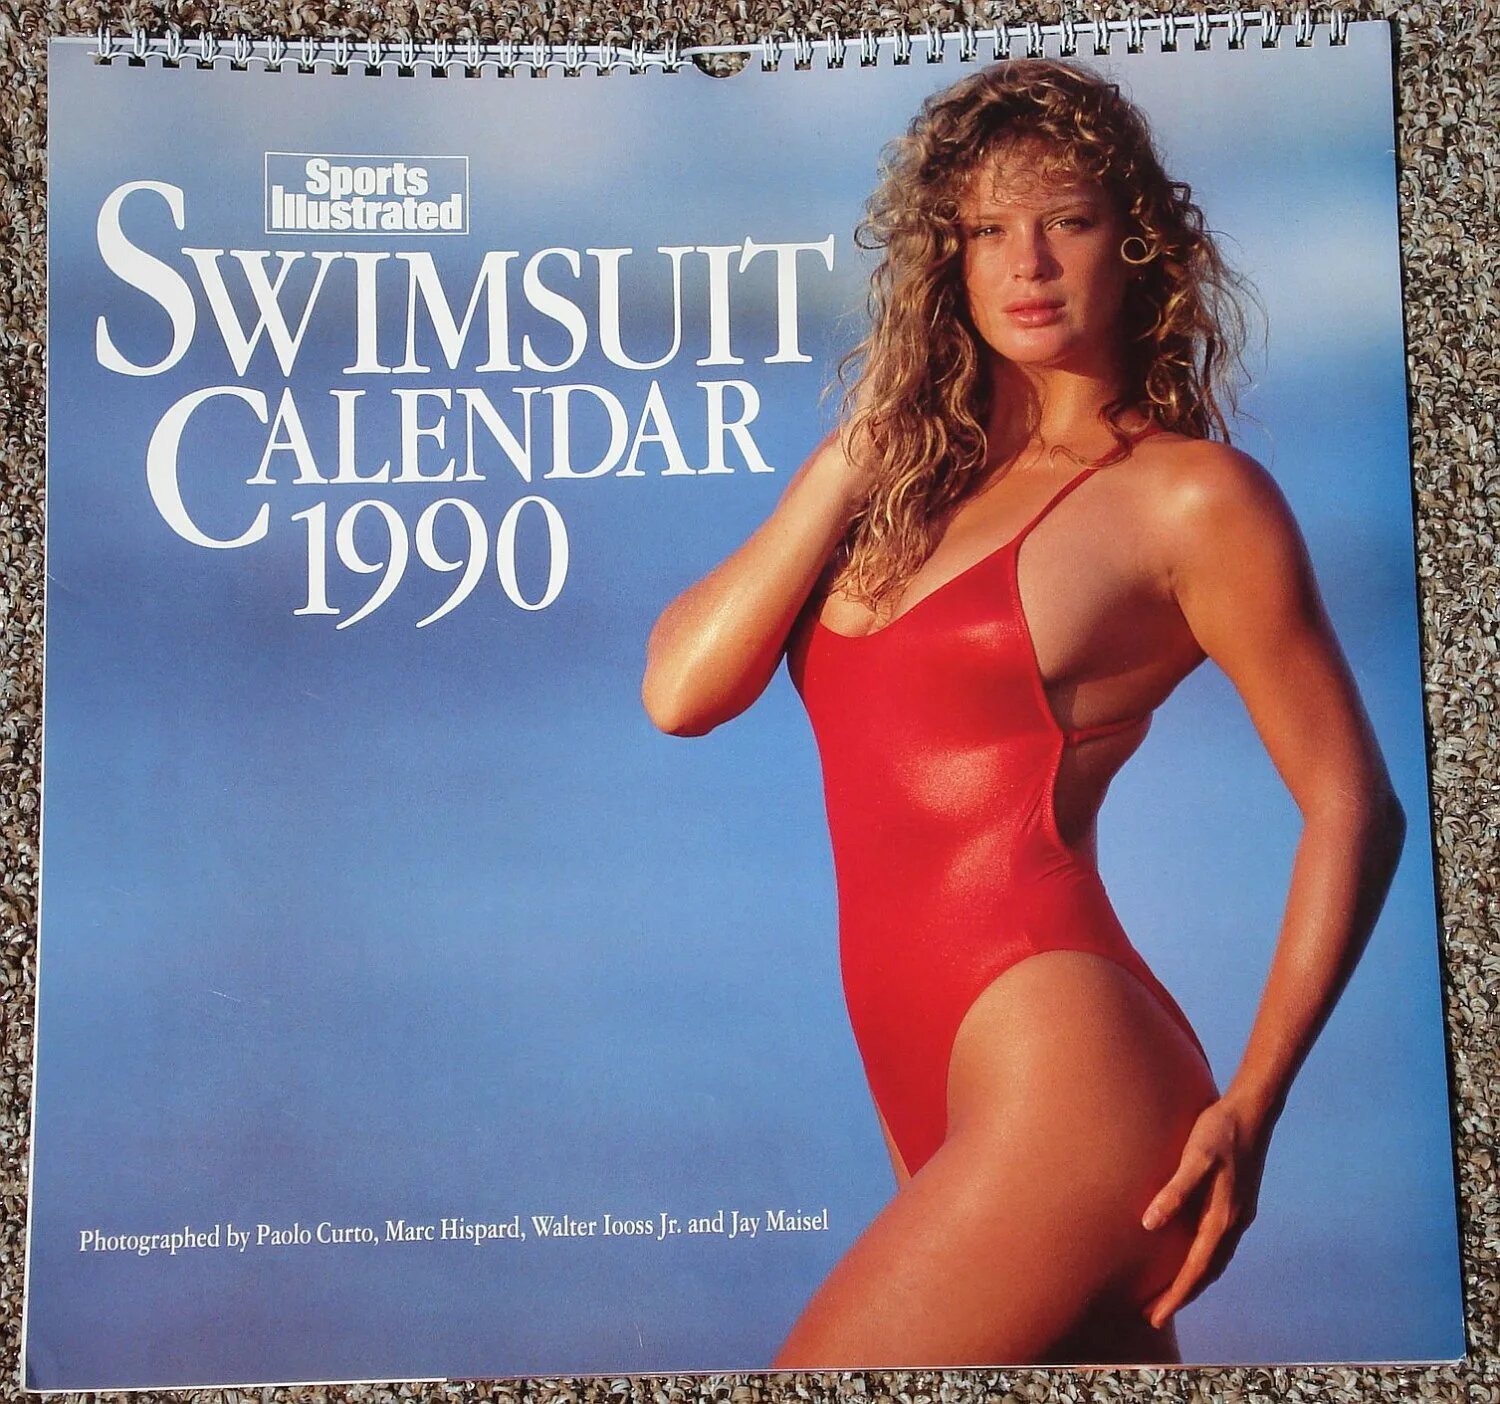 Sports
Illustrated
SWIMSUIT
CALENDAR
1990
Photographed by Paolo Curto, Marc Hispard, Walter Iooss Jr. and Jay Maisel